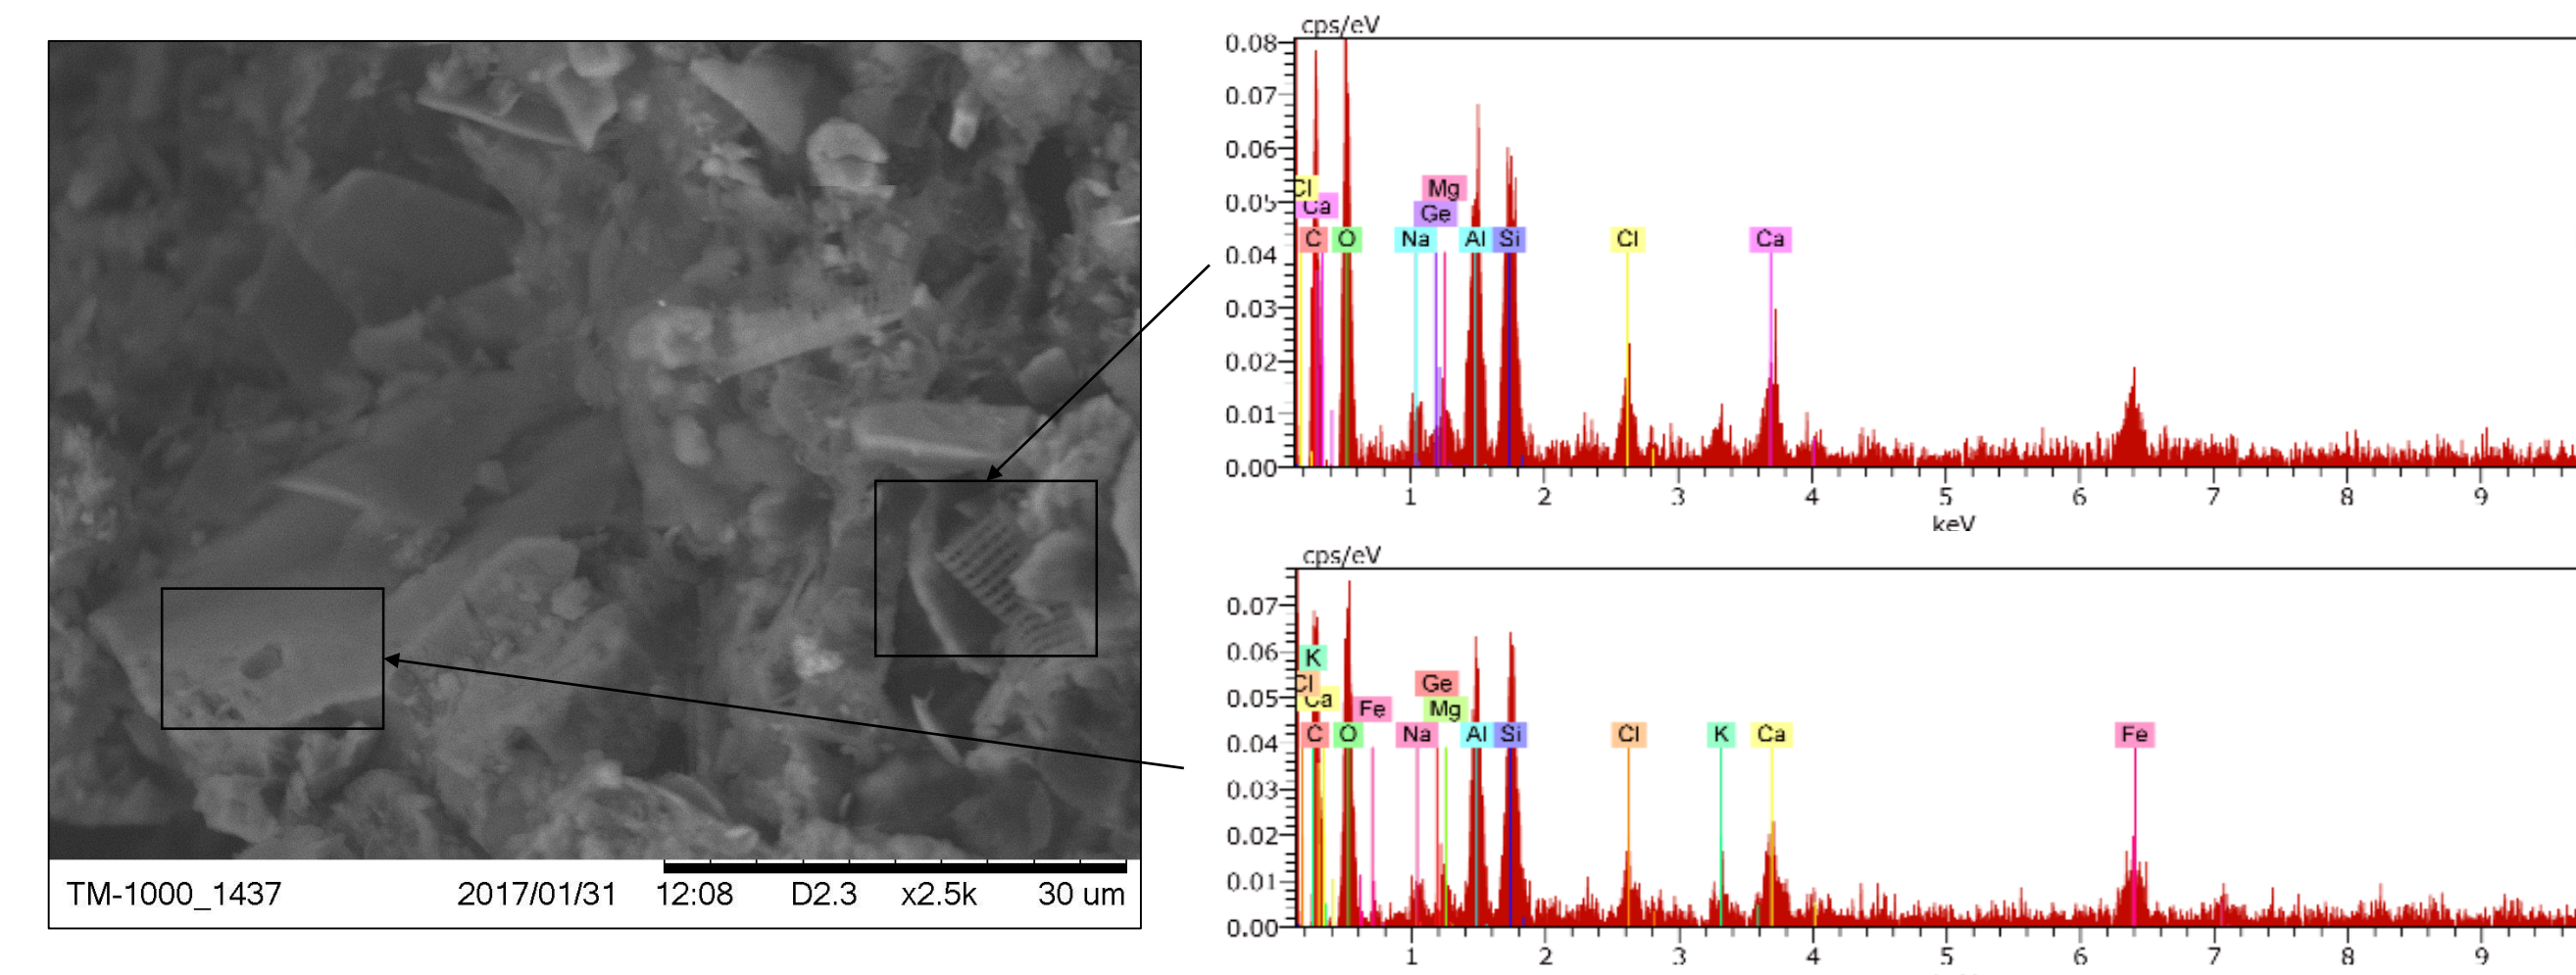 TM-1000_1437 2017/01/31 12:08 D2.3 x2.5k 30 um
cps/eV
0.08
0.07
0.06
0.05
0.04
0.03
0.02
0.01
0.00
Cl
Ca
Mg
Ge
C O Na Al Si Cl Ca
1 2 3 4 5 6 7 8 9
keV
cps/eV
0.07
0.06
0.05
0.04
0.03
0.02
0.01
0.00
K
Cl
Ca
Ge
Fe Mg
C O Na Al Si Cl K Ca Fe
1 2 3 4 5 6 7 8 9